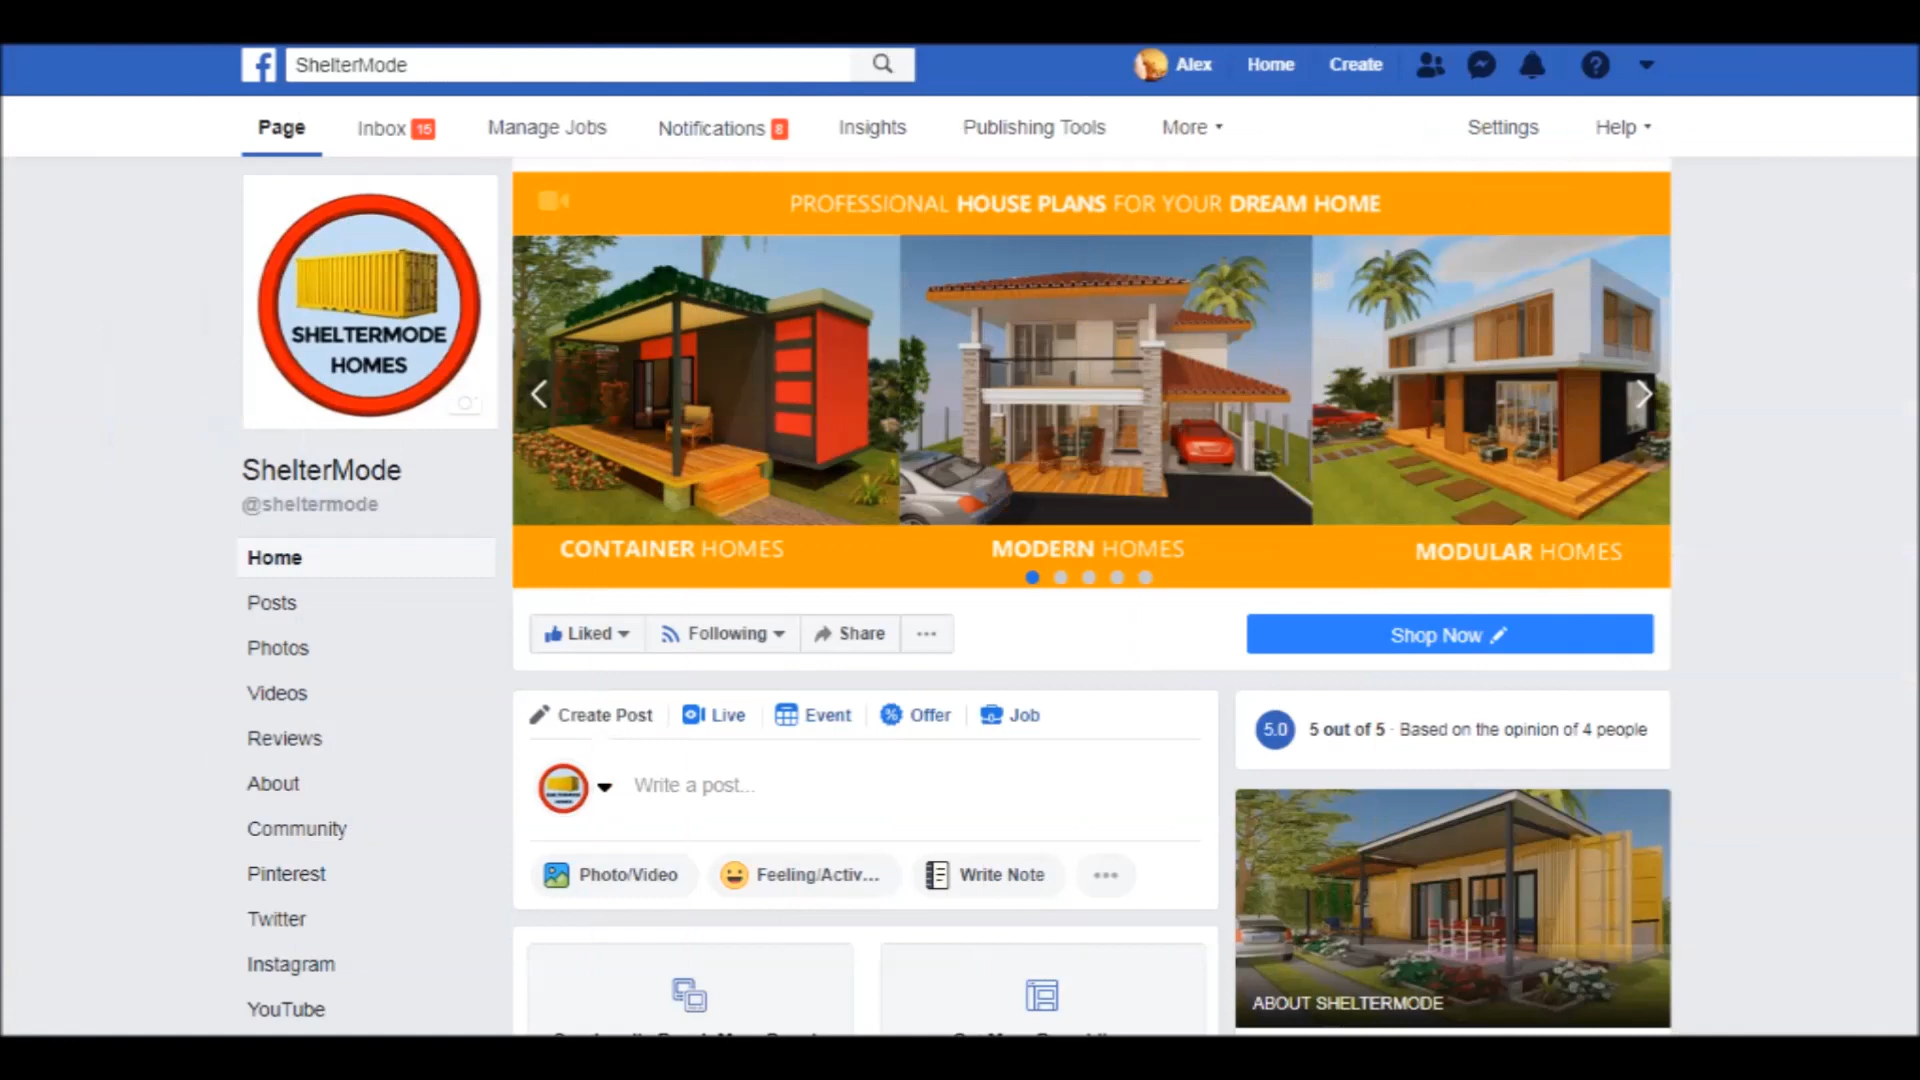 ShelterMode
Alex Home Create
Page Inbox 15 Manage Jobs Notifications 8 Insights Publishing Tools More Settings Help
PROFESSIONAL HOUSE PLANS FOR YOUR DREAM HOME
SHELTERMODE
HOMES
CONTAINER HOMES MODERN HOMES MODULAR HOMES
ShelterMode
@sheltermode
Home
Posts
Photos
Videos
Reviews
About
Community
Pinterest
Twitter
Instagram
YouTube
Liked Following Share ... Shop Now
Create Post Live Event Offer Job
Write a post...
Photo/Video Feeling/Activ... Write Note ...
5.0 5 out of 5 · Based on the opinion of 4 people
ABOUT SHELTERMODE